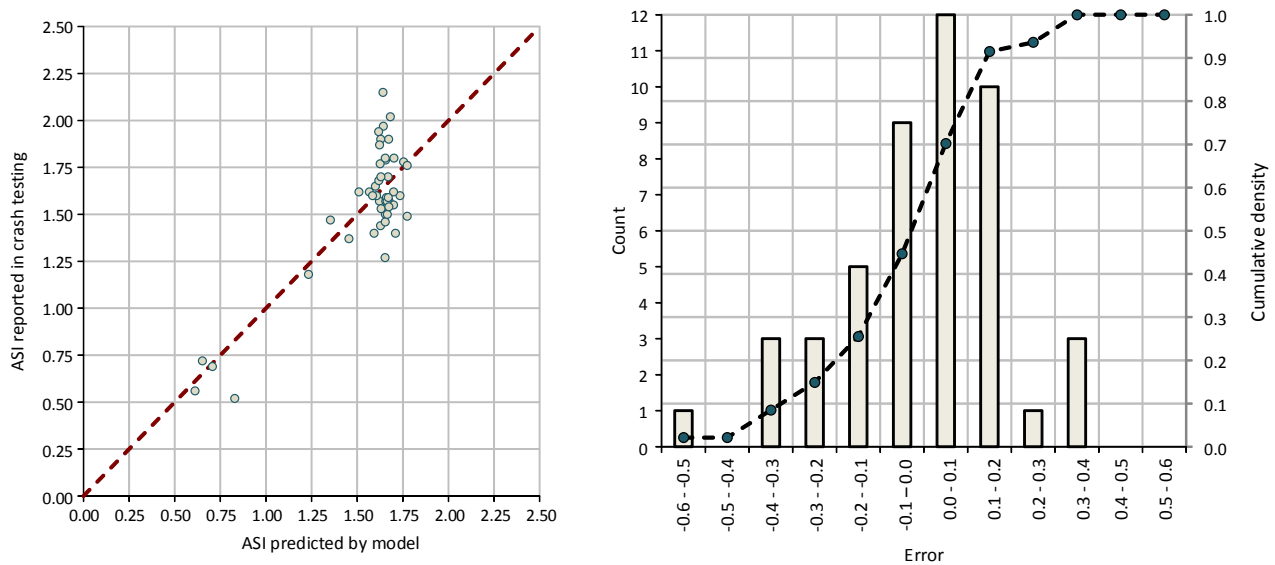 2.50
2.25
2.00
1.75
1.50
1.25
1.00
0.75
0.50
0.25
0.00
ASI reported in crash testing
0.00 0.25 0.50 0.75 1.00 1.25 1.50 1.75 2.00 2.25 2.50
ASI predicted by model
12
11
10
9
8
7
6
5
4
3
2
1
0
Count
1.0
0.9
0.8
0.7
0.6
0.5
0.4
0.3
0.2
0.1
0.0
Cumulative density
-0.6 - -0.5
-0.5 - -0.4
-0.4 - -0.3
-0.3 - -0.2
-0.2 - -0.1
-0.1 – 0.0
0.0 - 0.1
0.1 - 0.2
0.2 - 0.3
0.3 - 0.4
0.4 - 0.5
0.5 - 0.6
Error